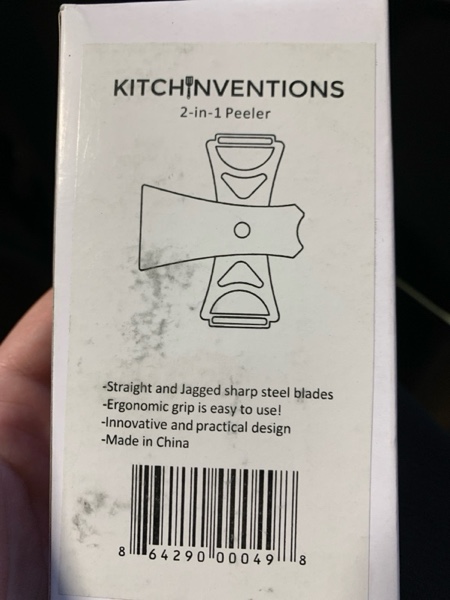 KITCHINVENTIONS
2-in-1 Peeler
-Straight and Jagged sharp steel blades
-Ergonomic grip is easy to use!
-Innovative and practical design
-Made in China
8 64290 00049 8